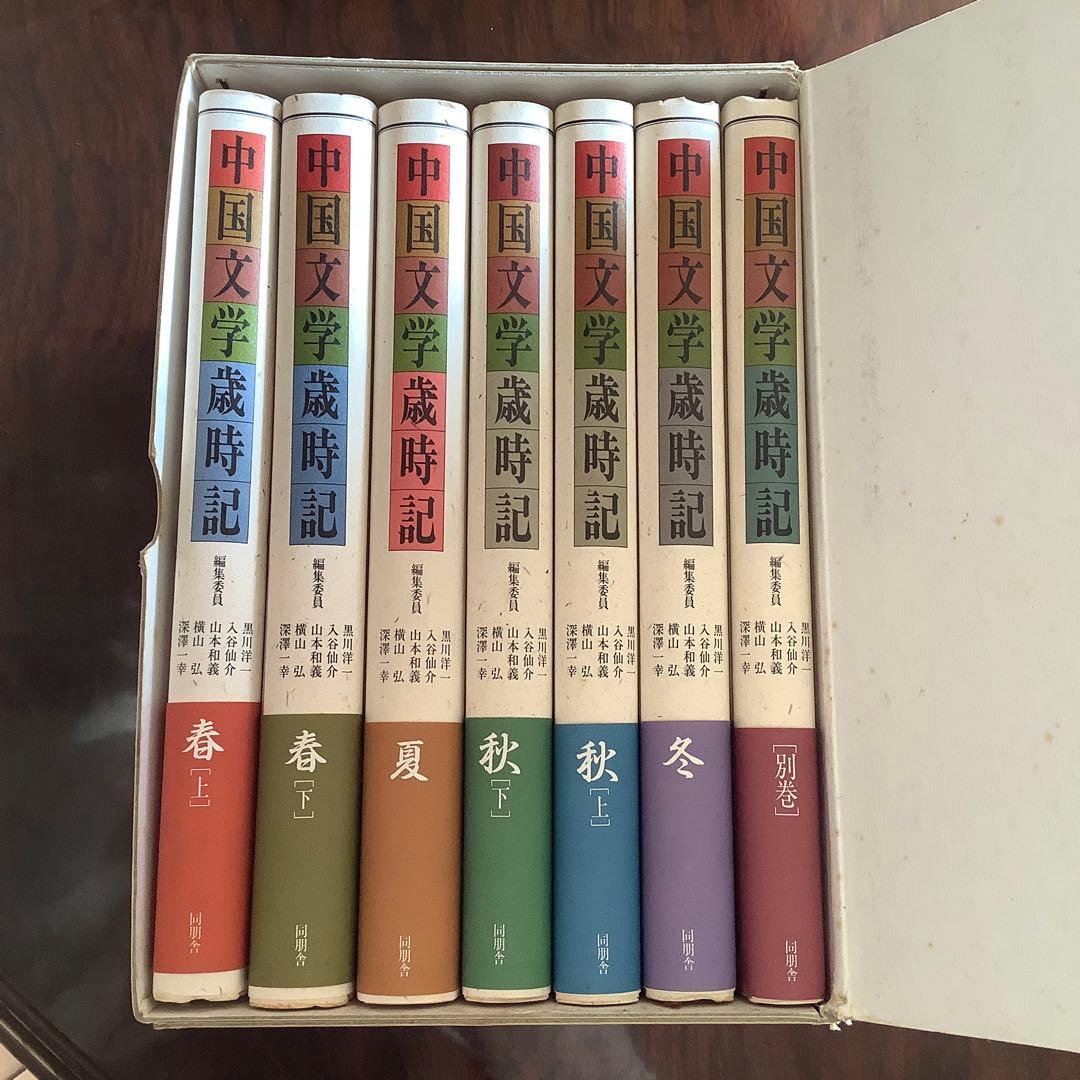 中国文学歳時記
編集委員
黒川洋一
入谷仙介
山本和義
横山 弘
深澤一幸
春[上]
同朋舎
中国文学歳時記
編集委員
黒川洋一
入谷仙介
山本和義
横山 弘
深澤一幸
春[下]
同朋舎
中国文学歳時記
編集委員
黒川洋一
入谷仙介
山本和義
横山 弘
深澤一幸
夏
同朋舎
中国文学歳時記
編集委員
黒川洋一
入谷仙介
山本和義
横山 弘
深澤一幸
秋[下]
同朋舎
中国文学歳時記
編集委員
黒川洋一
入谷仙介
山本和義
横山 弘
深澤一幸
秋[上]
同朋舎
中国文学歳時記
編集委員
黒川洋一
入谷仙介
山本和義
横山 弘
深澤一幸
冬
同朋舎
中国文学歳時記
編集委員
黒川洋一
入谷仙介
山本和義
横山 弘
深澤一幸
[別巻]
同朋舎